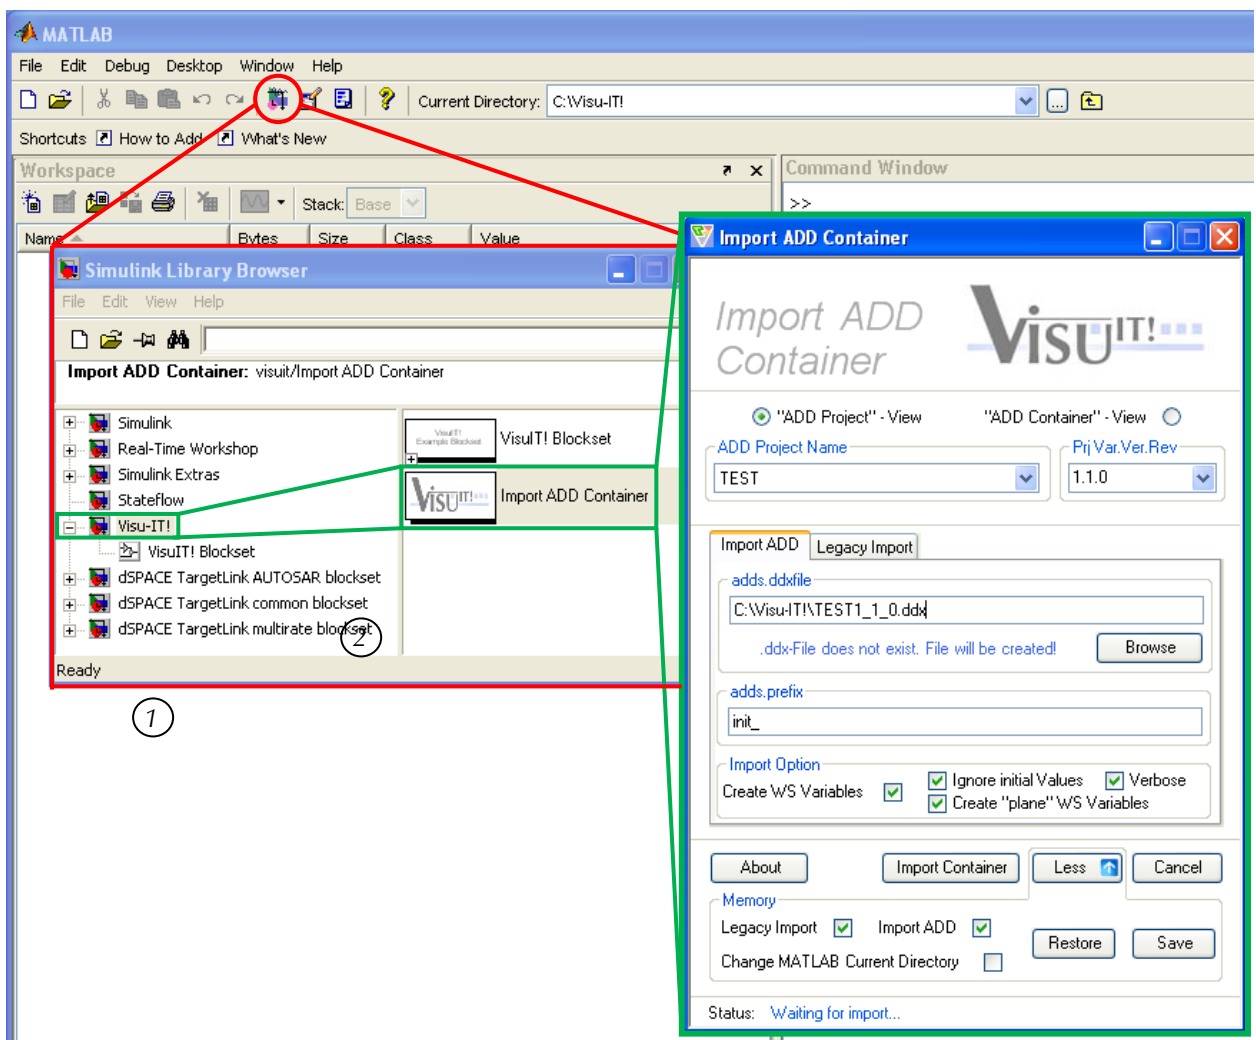 MATLAB
File Edit Debug Desktop Window Help
Current Directory: C:\Visu-IT! ...
Shortcuts How to Add What's New
Workspace
Command Window
Stack: Base
>>
Name Bytes Size Class Value
Simulink Library Browser
File Edit View Help
Import ADD Container: visuit/Import ADD Container
Simulink
Real-Time Workshop
Simulink Extras
Stateflow
Visu-IT!
VisuIT! Blockset
dSPACE TargetLink AUTOSAR blockset
dSPACE TargetLink common blockset
dSPACE TargetLink multirate blockset
VisuIT!
Example Blockset
VisuIT! Blockset
VISUIT!
Import ADD Container
Ready
1
2
Import ADD Container
Import ADD
Container
VISUIT!
"ADD Project" - View "ADD Container" - View
ADD Project Name Prj Var.Ver.Rev
TEST 1.1.0
Import ADD Legacy Import
adds.ddxfile
C:\Visu-IT!\TEST1_1_0.ddx
.ddx-File does not exist. File will be created! Browse
adds.prefix
init_
Import Option
Create WS Variables Ignore initial Values Verbose
Create "plane" WS Variables
About Import Container Less Cancel
Memory
Legacy Import Import ADD
Restore Save
Change MATLAB Current Directory
Status: Waiting for import...